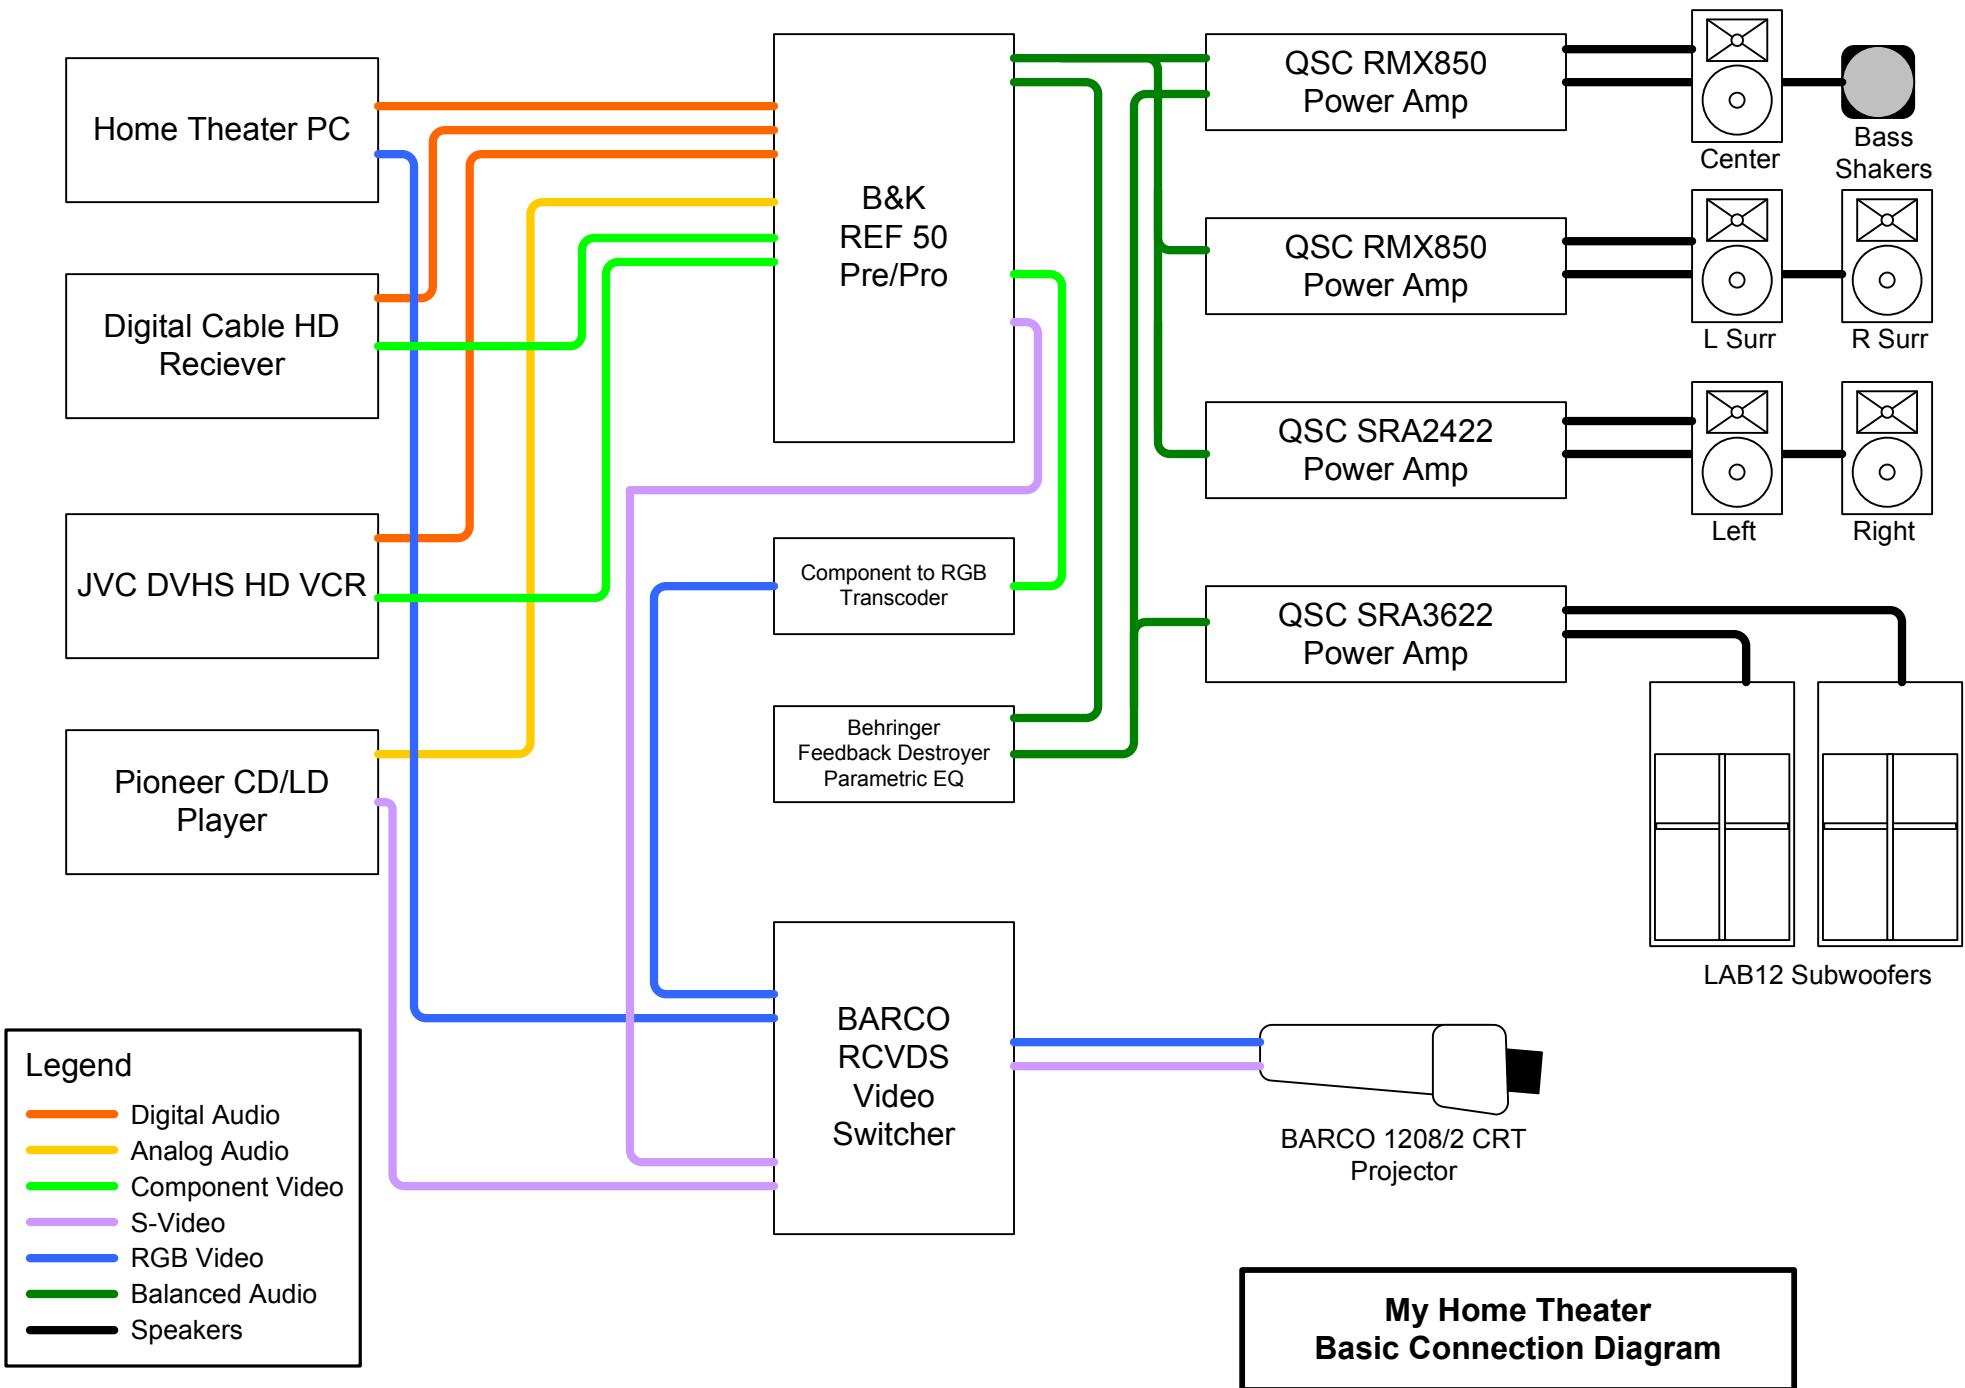 Home Theater PC
Digital Cable HD
Reciever
JVC DVHS HD VCR
Pioneer CD/LD
Player
B&K
REF 50
Pre/Pro
Component to RGB
Transcoder
Behringer
Feedback Destroyer
Parametric EQ
BARCO
RCVDS
Video
Switcher
QSC RMX850
Power Amp
QSC RMX850
Power Amp
QSC SRA2422
Power Amp
QSC SRA3622
Power Amp
Center
Bass
Shakers
L Surr
R Surr
Left
Right
LAB12 Subwoofers
BARCO 1208/2 CRT
Projector
Legend
Digital Audio
Analog Audio
Component Video
S-Video
RGB Video
Balanced Audio
Speakers
My Home Theater
Basic Connection Diagram